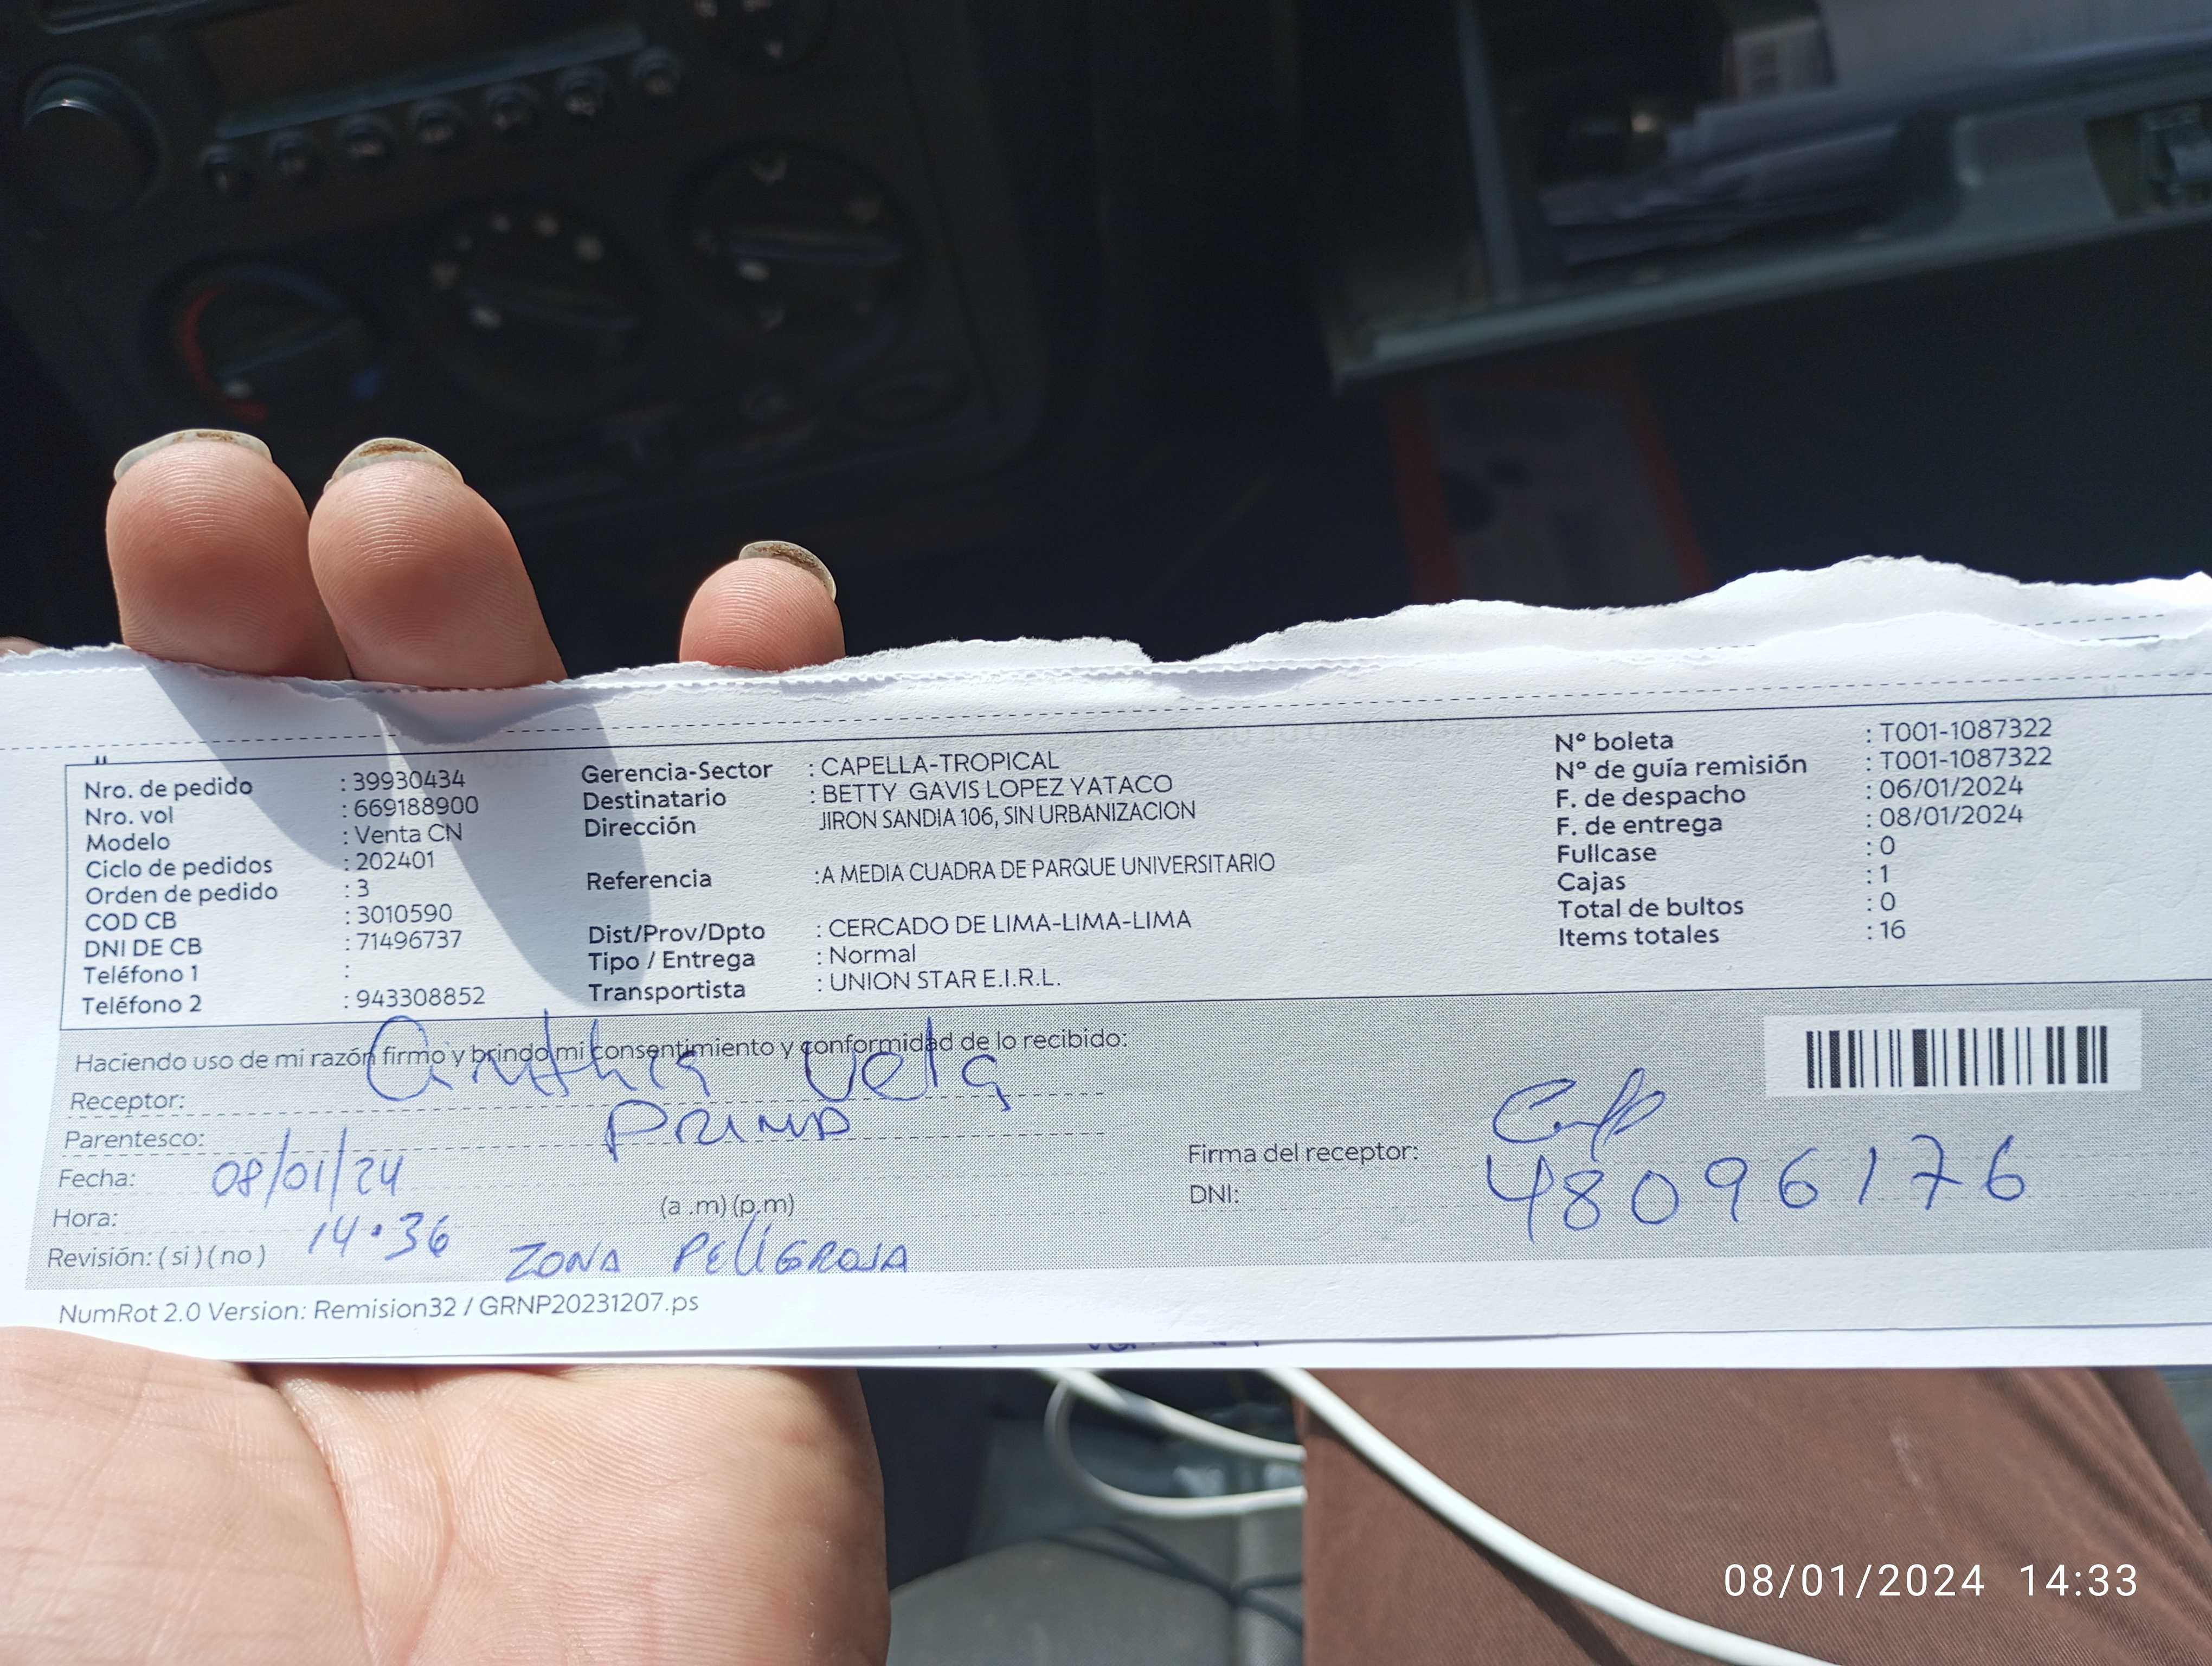 Nro. de pedido : 39930434
Nro. vol : 669188900
Modelo : Venta CN
Ciclo de pedidos : 202401
Orden de pedido : 3
COD CB : 3010590
DNI DE CB : 71496737
Teléfono 1 :
Teléfono 2 : 943308852
Gerencia-Sector : CAPELLA-TROPICAL
Destinatario : BETTY GAVIS LOPEZ YATACO
Dirección JIRON SANDIA 106, SIN URBANIZACION
Referencia :A MEDIA CUADRA DE PARQUE UNIVERSITARIO
Dist/Prov/Dpto : CERCADO DE LIMA-LIMA-LIMA
Tipo / Entrega : Normal
Transportista : UNION STAR E.I.R.L.
Nº boleta : T001-1087322
Nº de guía remisión : T001-1087322
F. de despacho : 06/01/2024
F. de entrega : 08/01/2024
Fullcase : 0
Cajas : 1
Total de bultos : 0
Items totales : 16
Haciendo uso de mi razón firmo y brindo mi consentimiento y conformidad de lo recibido:
Receptor: Cinthia Vela
Parentesco: PRIMA
Fecha: 08/01/24
Hora: 14:36 (a .m) (p.m)
Revisión: ( si ) ( no ) ZONA PELIGROSA
Firma del receptor:
DNI: 48096176
NumRot 2.0 Version: Remision32 / GRNP20231207.ps
08/01/2024 14:33